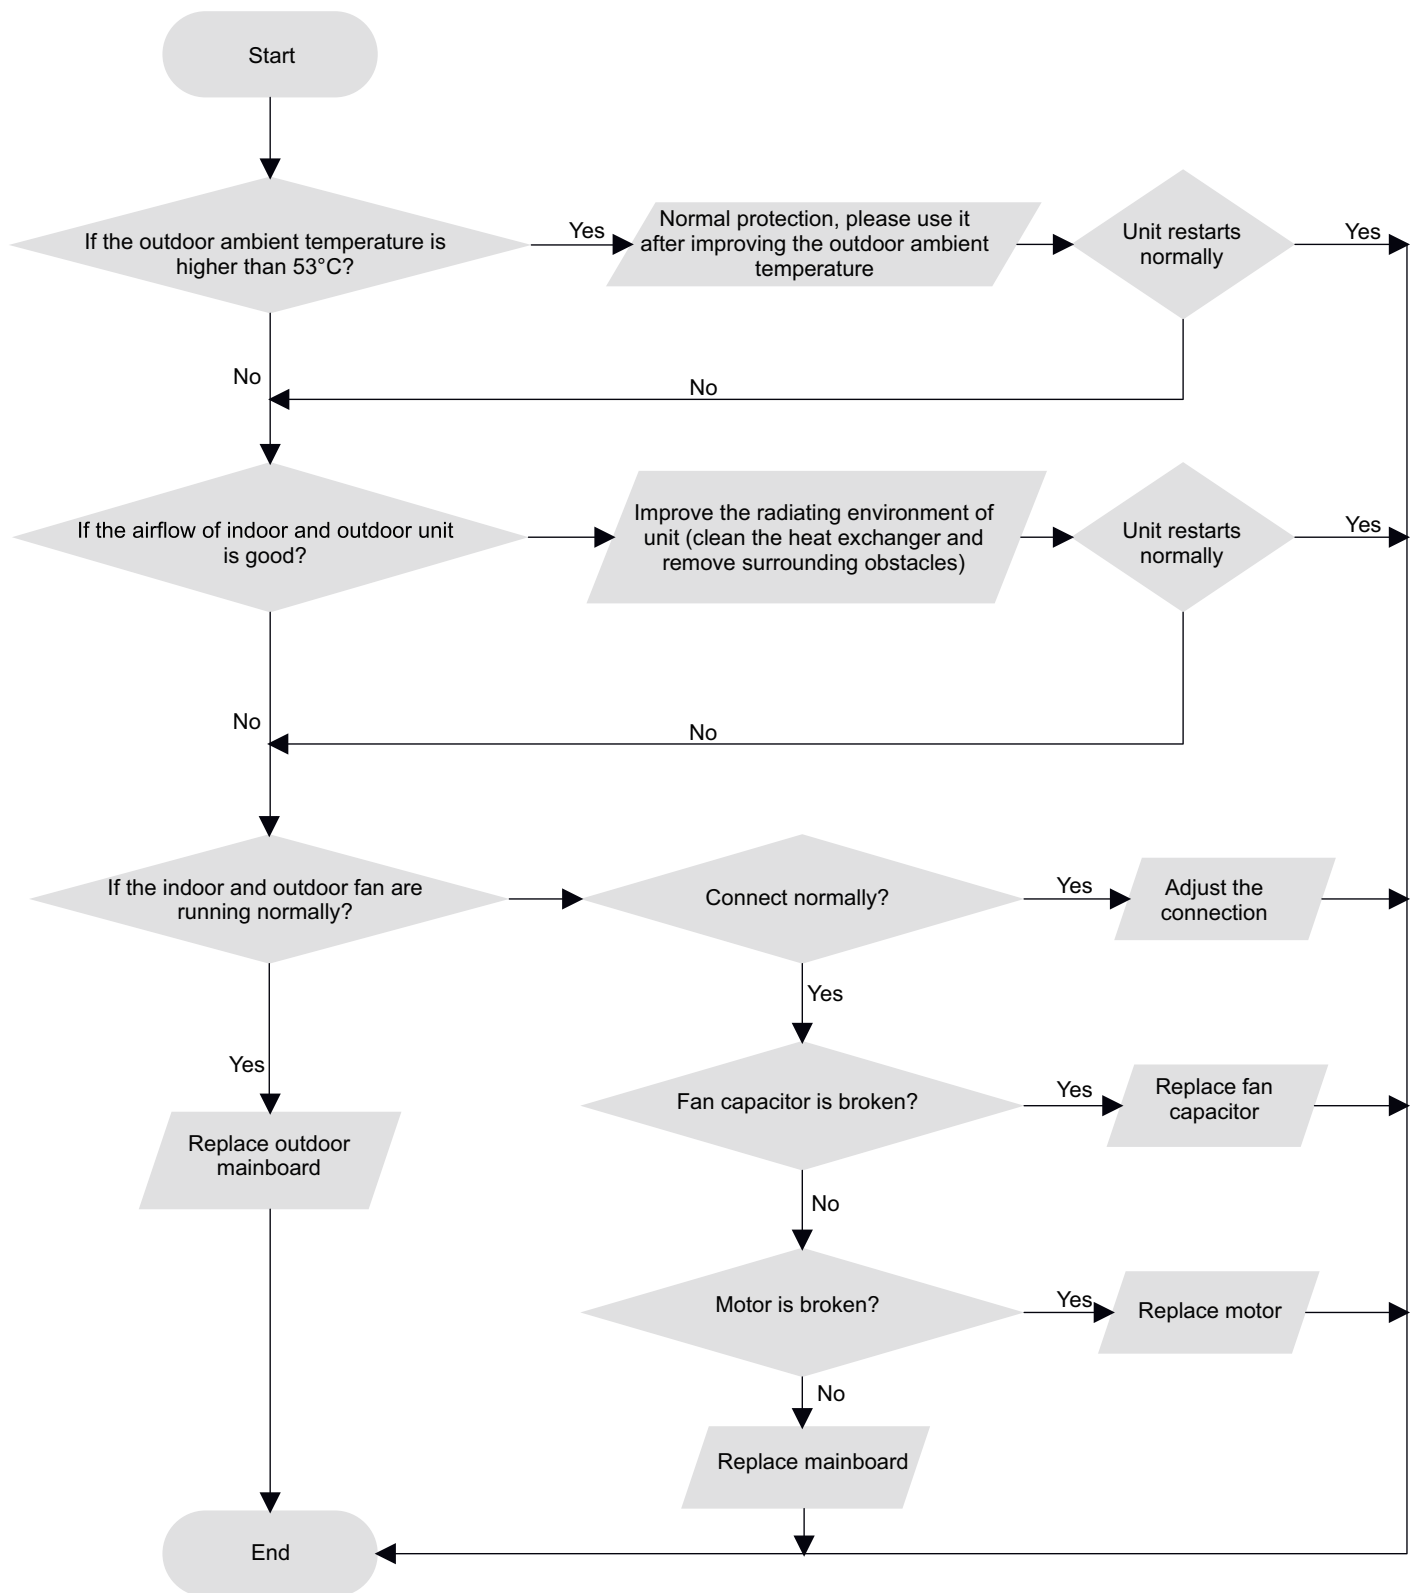 Start
If the outdoor ambient temperature is
higher than 53°C?
Yes
Normal protection, please use it
after improving the outdoor ambient
temperature
Unit restarts
normally
Yes
No
No
If the airflow of indoor and outdoor unit
is good?
Improve the radiating environment of
unit (clean the heat exchanger and
remove surrounding obstacles)
Unit restarts
normally
Yes
No
No
If the indoor and outdoor fan are
running normally?
Connect normally?
Yes
Adjust the
connection
Yes
Yes
Fan capacitor is broken?
Yes
Replace fan
capacitor
Replace outdoor
mainboard
No
Motor is broken?
Yes
Replace motor
No
Replace mainboard
End